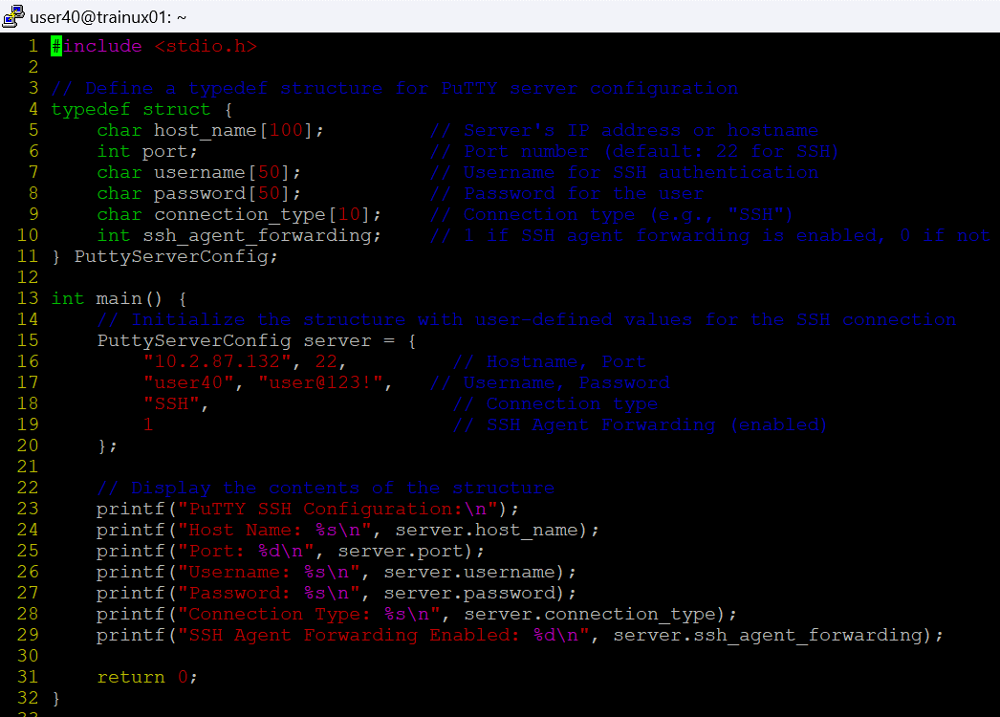 user40@trainux01: ~
1 #include <stdio.h>
2
3 // Define a typedef structure for PuTTY server configuration
4 typedef struct {
5     char host_name[100];         // Server's IP address or hostname
6     int port;                    // Port number (default: 22 for SSH)
7     char username[50];           // Username for SSH authentication
8     char password[50];           // Password for the user
9     char connection_type[10];    // Connection type (e.g., "SSH")
10     int ssh_agent_forwarding;    // 1 if SSH agent forwarding is enabled, 0 if not
11 } PuttyServerConfig;
12
13 int main() {
14     // Initialize the structure with user-defined values for the SSH connection
15     PuttyServerConfig server = {
16         "10.2.87.132", 22,         // Hostname, Port
17         "user40", "user@123!",   // Username, Password
18         "SSH",                     // Connection type
19         1                          // SSH Agent Forwarding (enabled)
20     };
21
22     // Display the contents of the structure
23     printf("PuTTY SSH Configuration:\n");
24     printf("Host Name: %s\n", server.host_name);
25     printf("Port: %d\n", server.port);
26     printf("Username: %s\n", server.username);
27     printf("Password: %s\n", server.password);
28     printf("Connection Type: %s\n", server.connection_type);
29     printf("SSH Agent Forwarding Enabled: %d\n", server.ssh_agent_forwarding);
30
31     return 0;
32 }